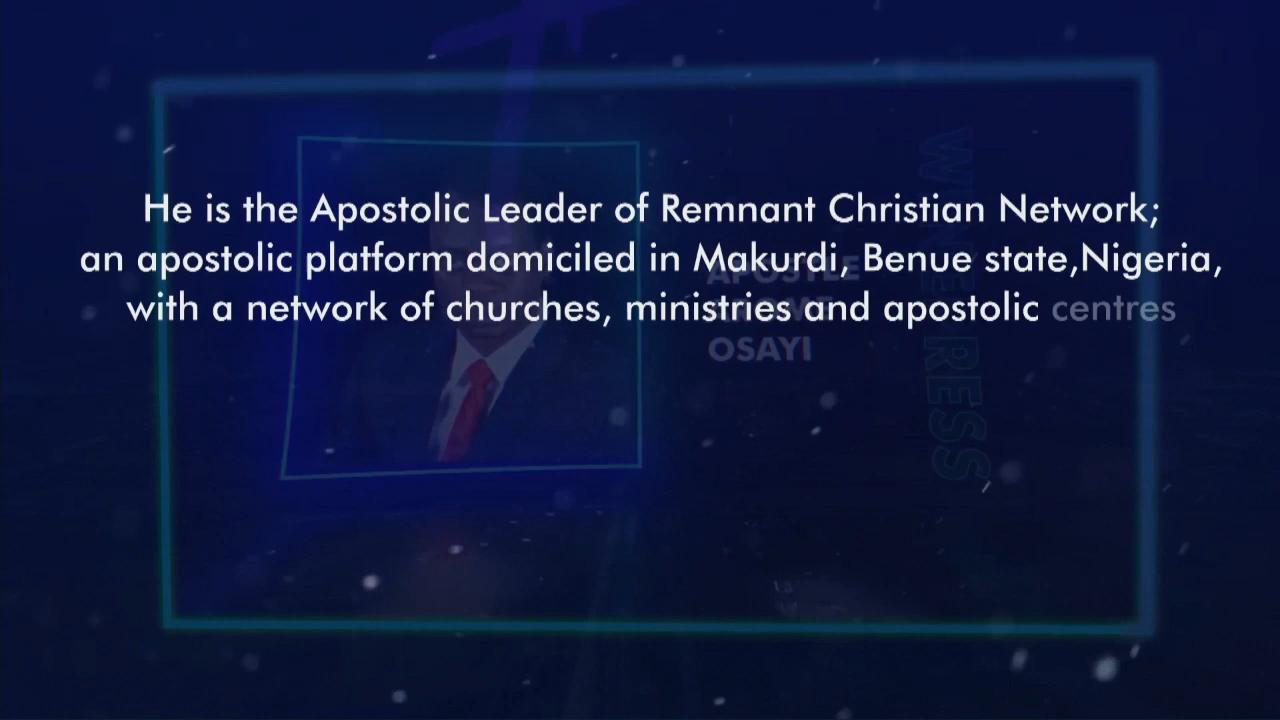 He is the Apostolic Leader of Remnant Christian Network;
an apostolic platform domiciled in Makurdi, Benue state,Nigeria,
with a network of churches, ministries and apostolic centres
APOSTLE
OSAYI